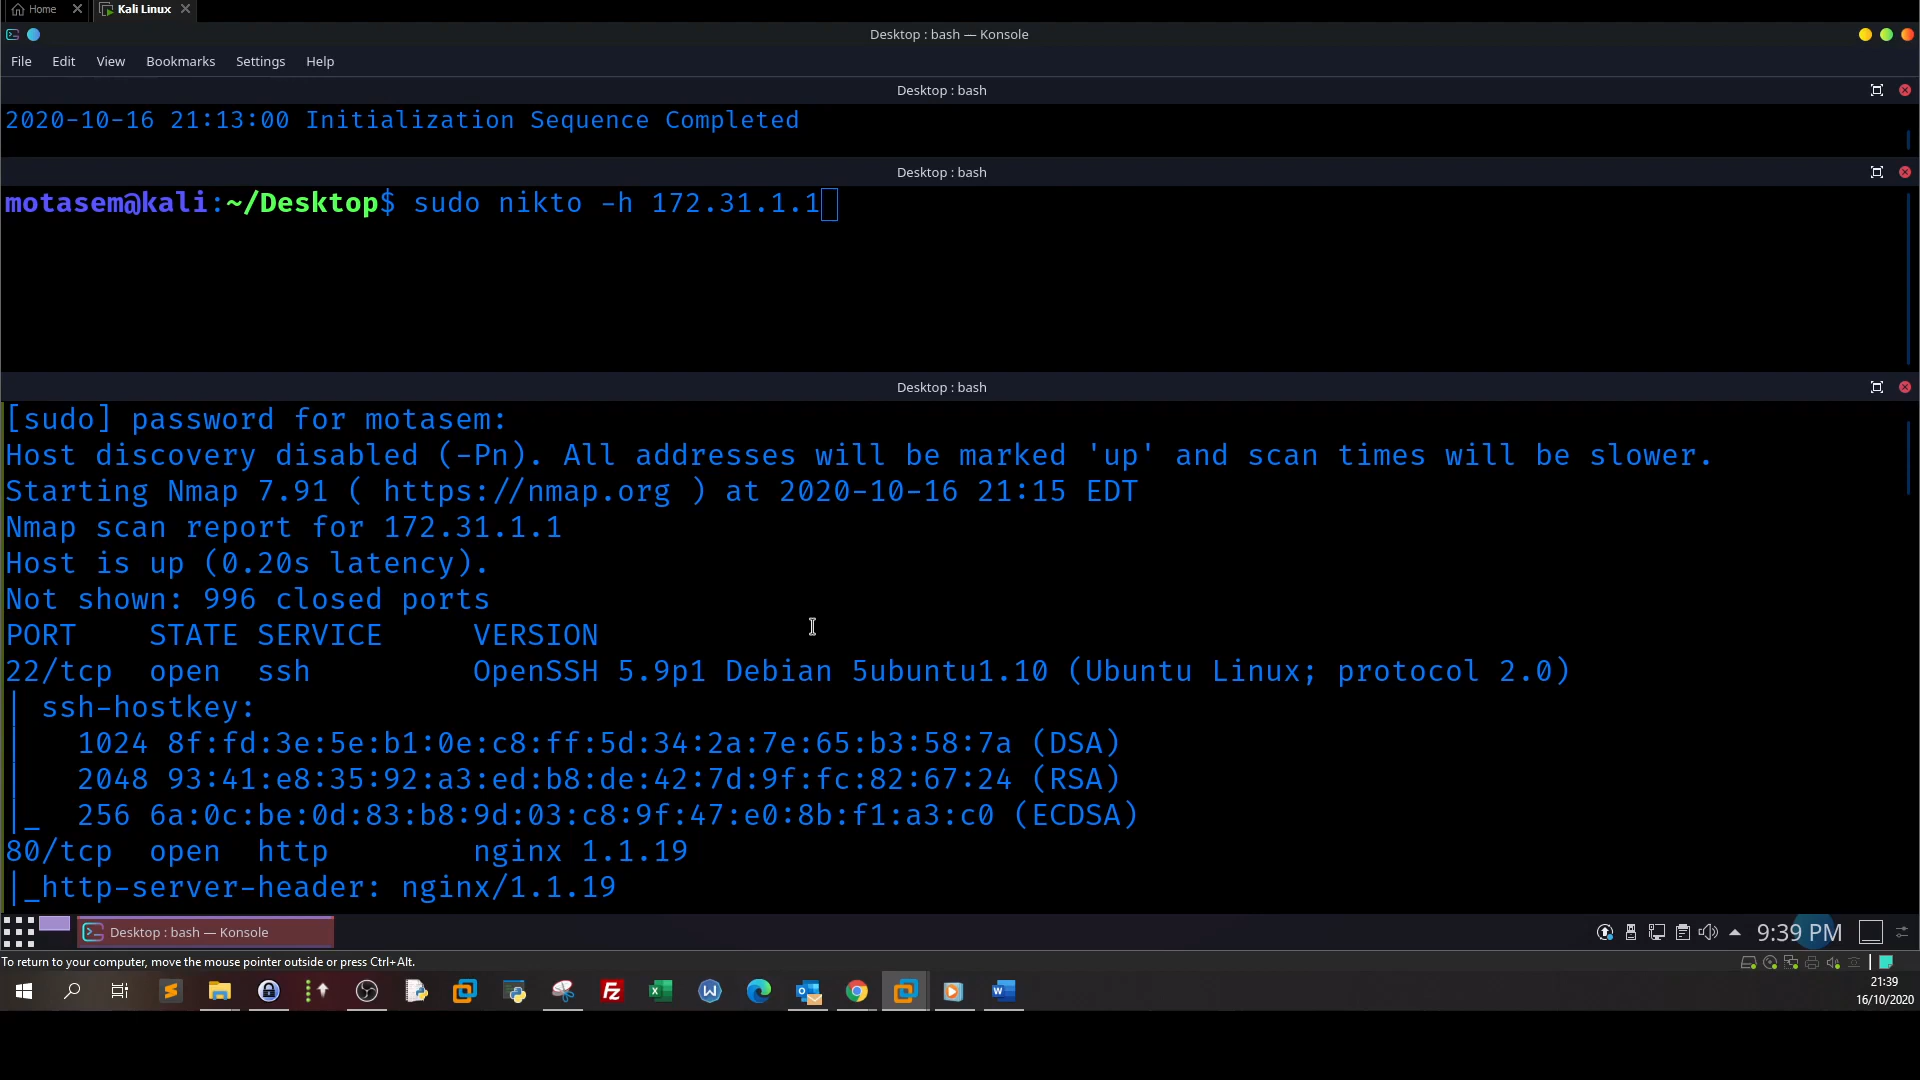 Home
Kali Linux
Desktop : bash — Konsole
File Edit View Bookmarks Settings Help
Desktop : bash
2020-10-16 21:13:00 Initialization Sequence Completed
Desktop : bash
motasem@kali:~/Desktop$ sudo nikto -h 172.31.1.1
Desktop : bash
[sudo] password for motasem:
Host discovery disabled (-Pn). All addresses will be marked 'up' and scan times will be slower.
Starting Nmap 7.91 ( https://nmap.org ) at 2020-10-16 21:15 EDT
Nmap scan report for 172.31.1.1
Host is up (0.20s latency).
Not shown: 996 closed ports
PORT STATE SERVICE VERSION
22/tcp open ssh OpenSSH 5.9p1 Debian 5ubuntu1.10 (Ubuntu Linux; protocol 2.0)
| ssh-hostkey:
| 1024 8f:fd:3e:5e:b1:0e:c8:ff:5d:34:2a:7e:65:b3:58:7a (DSA)
| 2048 93:41:e8:35:92:a3:ed:b8:de:42:7d:9f:fc:82:67:24 (RSA)
|_ 256 6a:0c:be:0d:83:b8:9d:03:c8:9f:47:e0:8b:f1:a3:c0 (ECDSA)
80/tcp open http nginx 1.1.19
|_http-server-header: nginx/1.1.19
Desktop : bash — Konsole
9:39 PM
To return to your computer, move the mouse pointer outside or press Ctrl+Alt.
21:39
16/10/2020